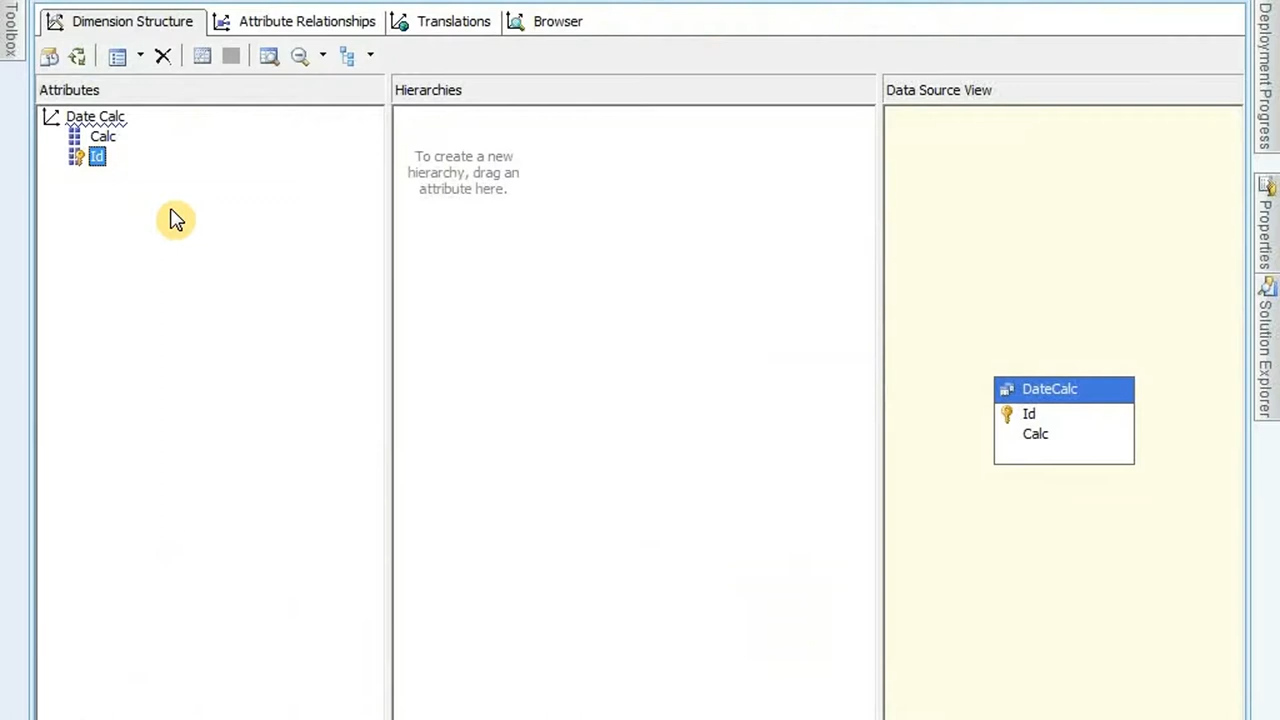 Toolbox
Dimension Structure
Attribute Relationships
Translations
Browser
Attributes
Hierarchies
Data Source View
Date Calc
Calc
Id
To create a new
hierarchy, drag an
attribute here.
DateCalc
Id
Calc
Deployment Progress
Properties
Solution Explorer